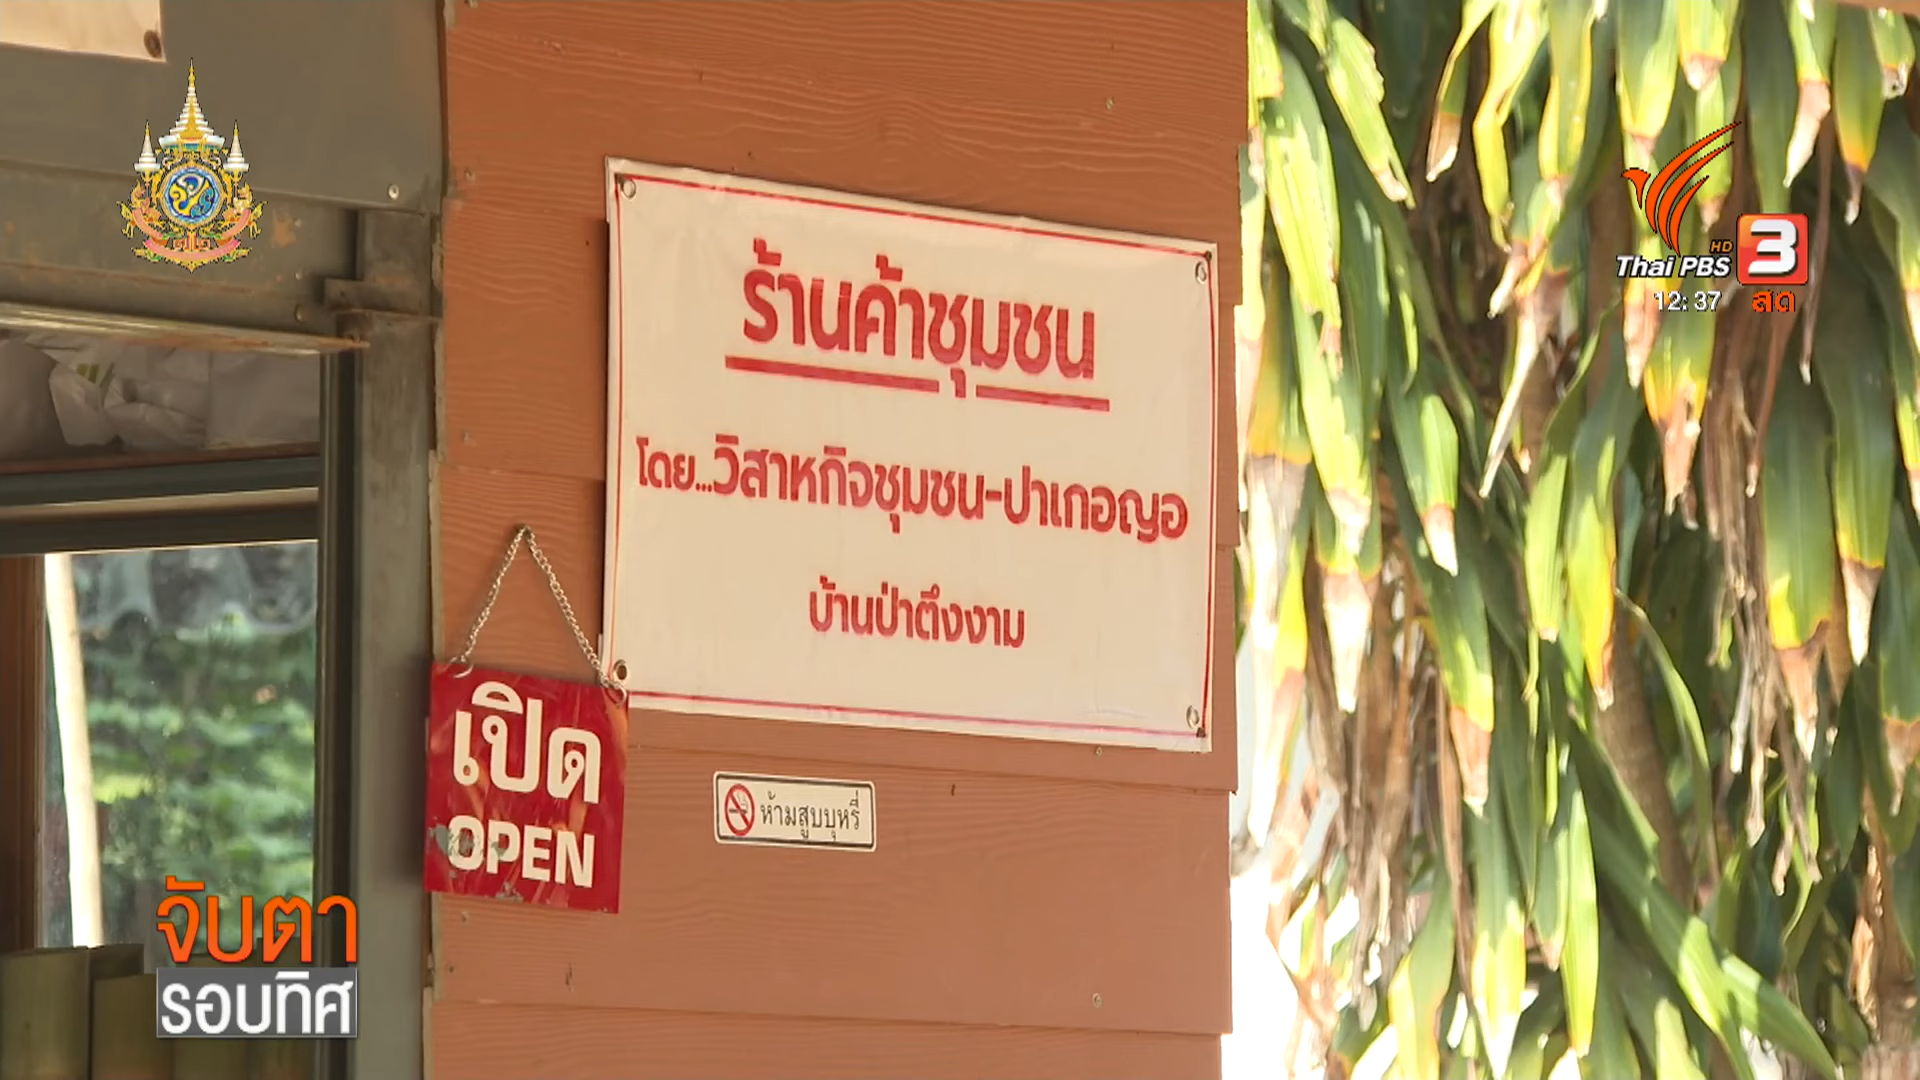 HD
Thai PBS 3
12:37 สด
ร้านค้าชุมชน
โดย...วิสาหกิจชุมชน-ปาเกอญอ
บ้านป่าตึงงาม
เปิด
OPEN
ห้ามสูบบุหรี่
จับตา
รอบทิศ